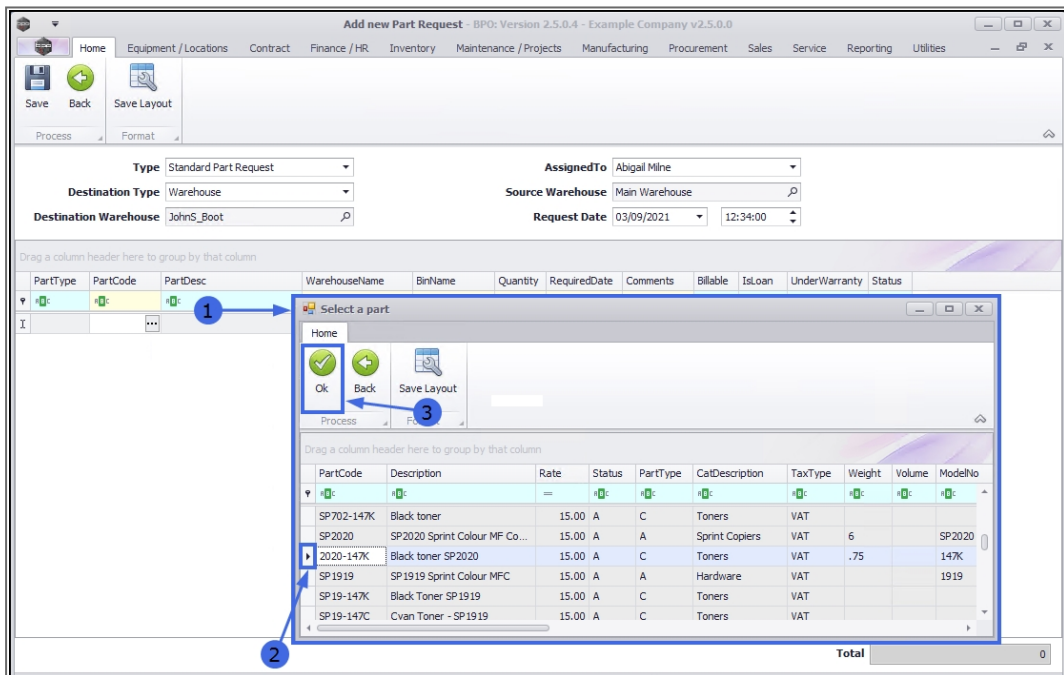 Add new Part Request - BPO: Version 2.5.0.4 - Example Company v2.5.0.0
Home Equipment / Locations Contract Finance / HR Inventory Maintenance / Projects Manufacturing Procurement Sales Service Reporting Utilities
Save Back Save Layout
Process Format
Type Standard Part Request AssignedTo Abigail Milne
Destination Type Warehouse Source Warehouse Main Warehouse
Destination Warehouse JohnS_Boot Request Date 03/09/2021 12:34:00
Drag a column header here to group by that column
PartType PartCode PartDesc WarehouseName BinName Quantity RequiredDate Comments Billable IsLoan UnderWarranty Status
1
Select a part
Home
Ok Back Save Layout
3
Process
Drag a column header here to group by that column
PartCode Description Rate Status PartType CatDescription TaxType Weight Volume ModelNo
=
SP702-147K Black toner 15.00 A C Toners VAT
SP2020 SP2020 Sprint Colour MF Co... 15.00 A A Sprint Copiers VAT 6 SP2020
2020-147K Black toner SP2020 15.00 A C Toners VAT .75 147K
SP1919 SP1919 Sprint Colour MFC 15.00 A A Hardware VAT 1919
SP19-147K Black Toner SP1919 15.00 A C Toners VAT
SP19-147C Cyan Toner - SP1919 15.00 A C Toners VAT
2
Total 0